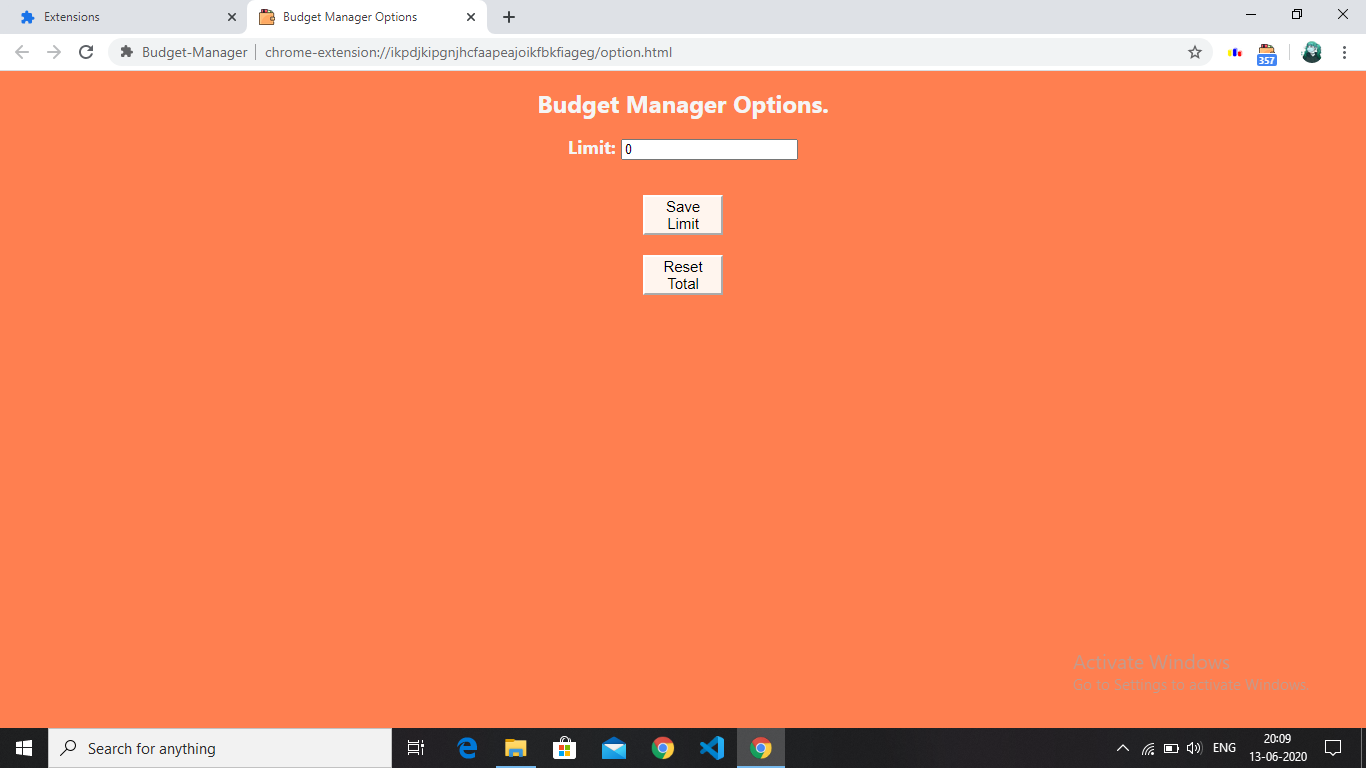 Extensions
Budget Manager Options
Budget-Manager
chrome-extension://ikpdjkipgnjhcfaapeajoikfbkfiageg/option.html
357
Budget Manager Options.
Limit: 0
Save
Limit
Reset
Total
Activate Windows
Go to Settings to activate Windows.
Search for anything
ENG
20:09
13-06-2020